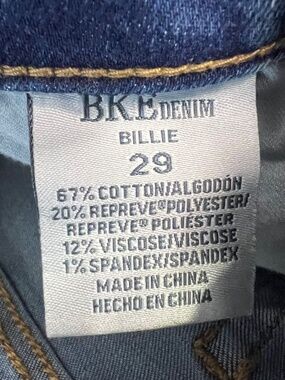 BKE DENIM
BILLIE
29
67% COTTON/ALGODÓN
20% REPREVE® POLYESTER/
REPREVE® POLIÉSTER
12% VISCOSE/VISCOSE
1% SPANDEX/SPANDEX
MADE IN CHINA
HECHO EN CHINA